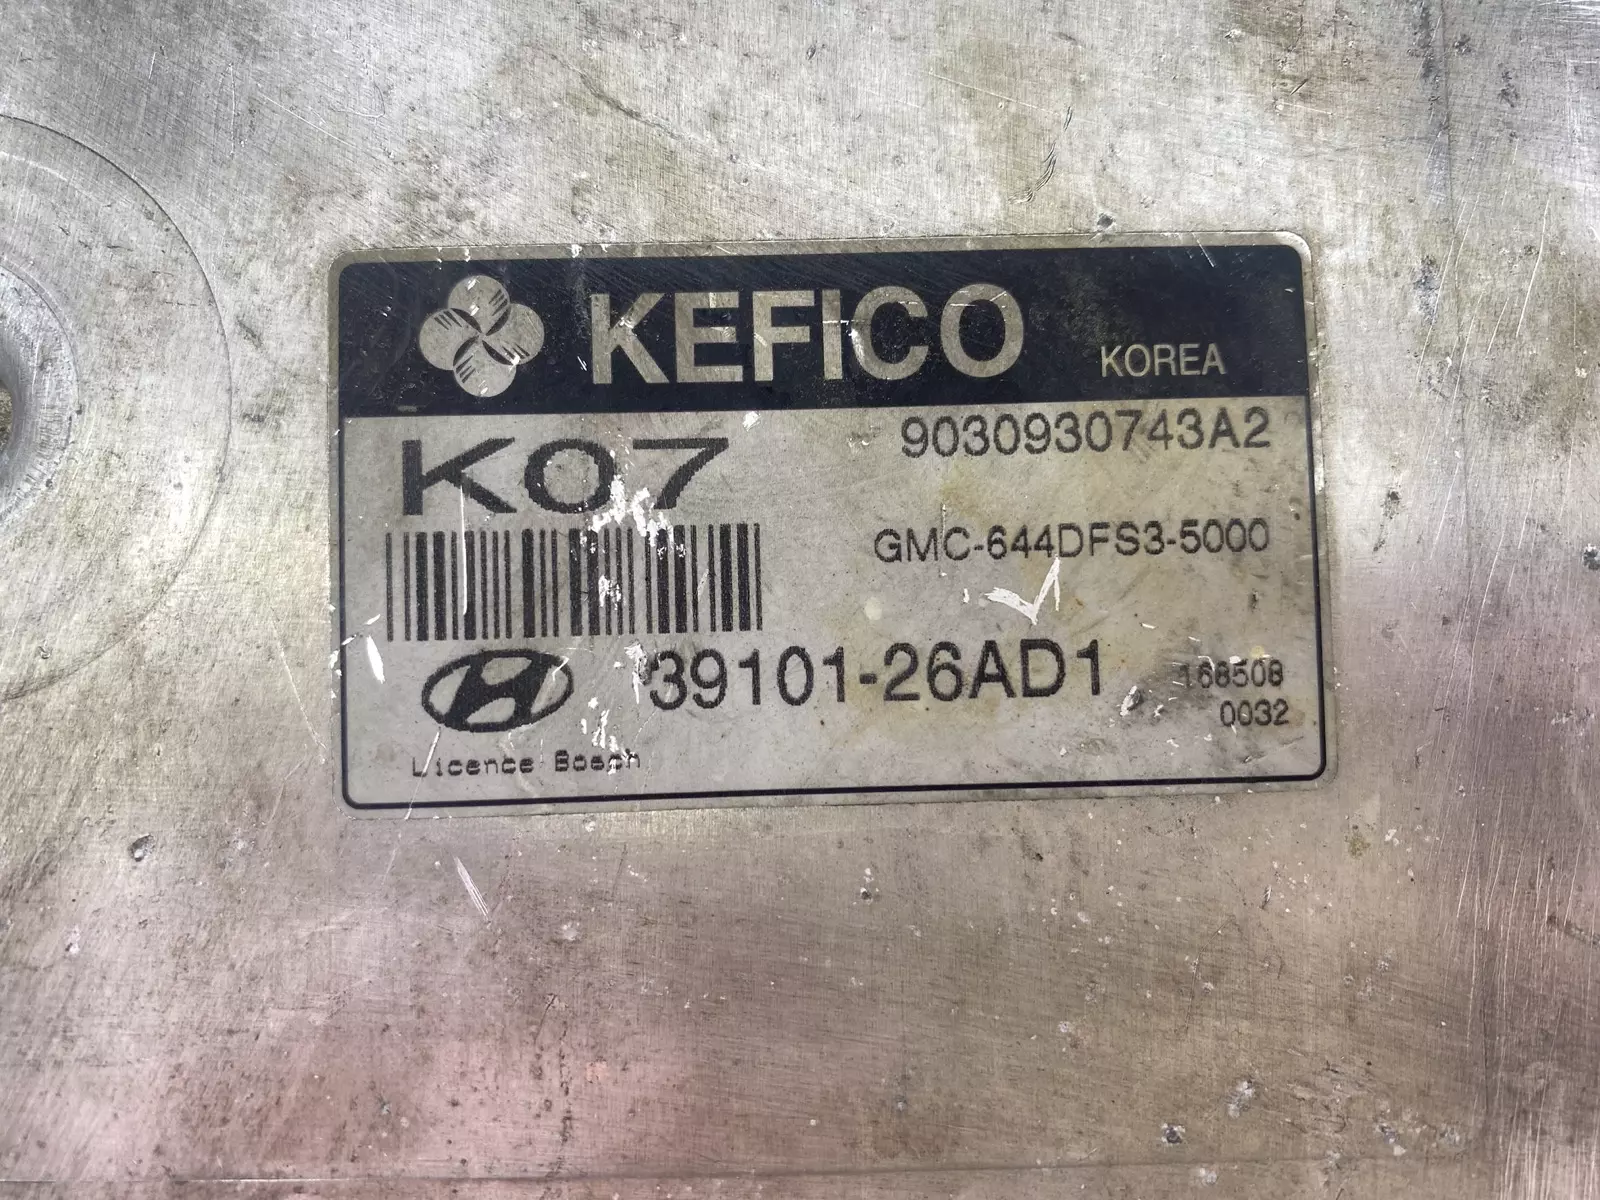 KEFICO KOREA
K07 9030930743A2
GMC-644DFS3-5000
39101-26AD1 168508
0032
Licence Bosch